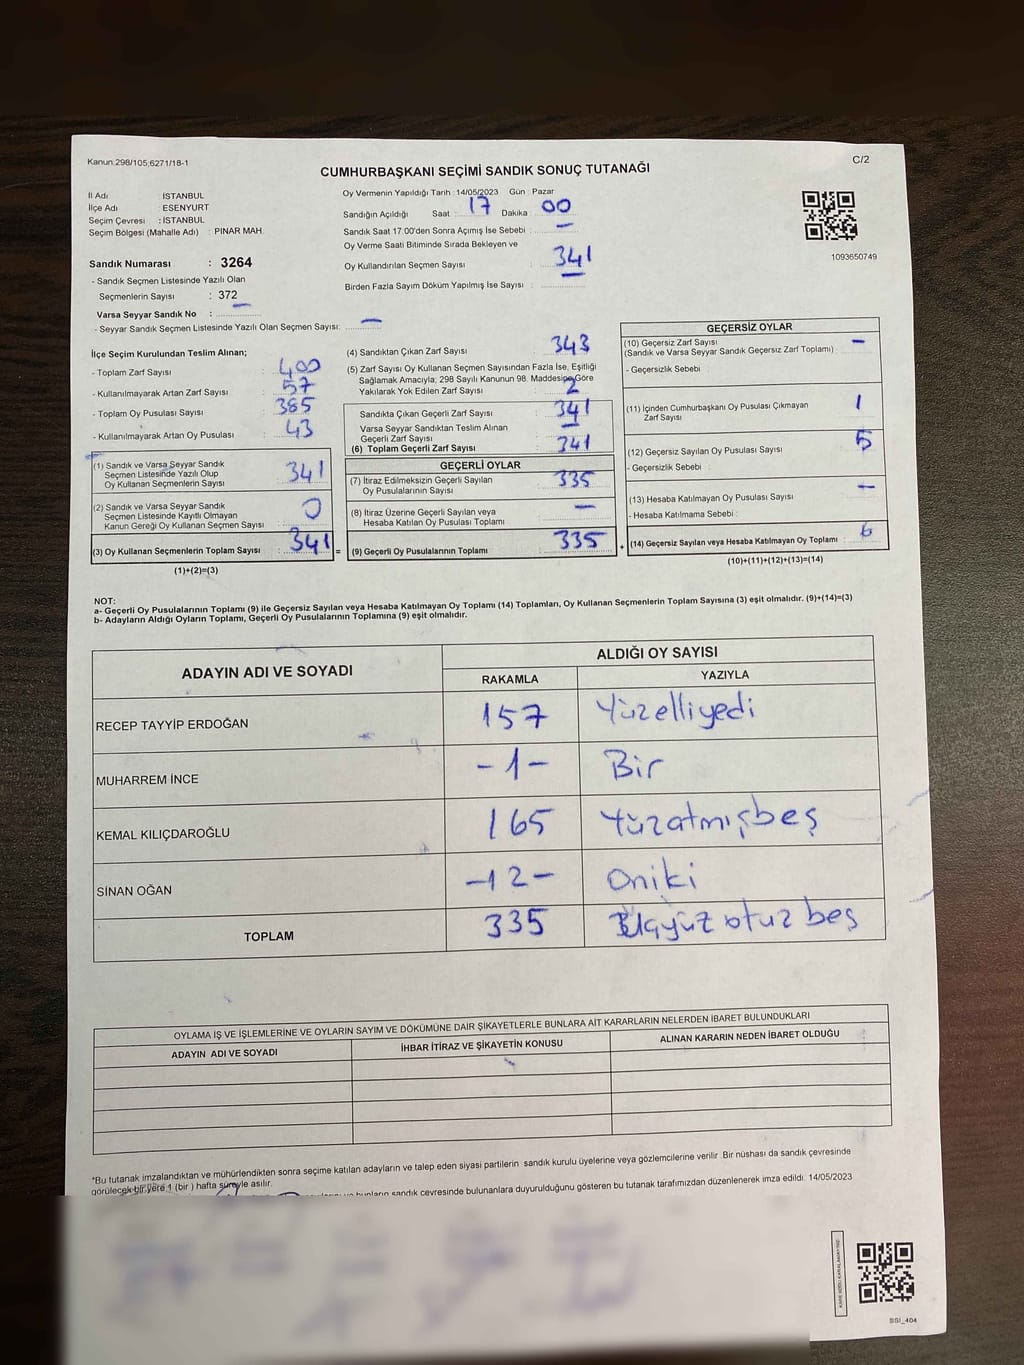 Kanun:298/105,6271/18-1
C/2
CUMHURBAŞKANI SEÇİMİ SANDIK SONUÇ TUTANAĞI
İl Adı : İSTANBUL
İlçe Adı : ESENYURT
Seçim Çevresi : İSTANBUL
Seçim Bölgesi (Mahalle Adı) : PINAR MAH.
Sandık Numarası : 3264
- Sandık Seçmen Listesinde Yazılı Olan
Seçmenlerin Sayısı : 372
Varsa Seyyar Sandık No : —
- Seyyar Sandık Seçmen Listesinde Yazılı Olan Seçmen Sayısı: —
Oy Vermenin Yapıldığı Tarih :14/05/2023 Gün : Pazar
Sandığın Açıldığı Saat : 17 Dakika : 00
Sandık Saat 17:00'den Sonra Açımış İse Sebebi : —
Oy Verme Saati Bitiminde Sırada Bekleyen ve
Oy Kullandırılan Seçmen Sayısı : 341
Birden Fazla Sayım Döküm Yapılmış İse Sayısı : —
1093650749
İlçe Seçim Kurulundan Teslim Alınan;
- Toplam Zarf Sayısı : 400
- Kullanılmayarak Artan Zarf Sayısı : 57
- Toplam Oy Pusulası Sayısı : 385
- Kullanılmayarak Artan Oy Pusulası : 43
(1) Sandık ve Varsa Seyyar Sandık
Seçmen Listesinde Yazılı Olup
Oy Kullanan Seçmenlerin Sayısı : 341
(2) Sandık ve Varsa Seyyar Sandık
Seçmen Listesinde Kayıtlı Olmayan
Kanun Gereği Oy Kullanan Seçmen Sayısı : 0
(3) Oy Kullanan Seçmenlerin Toplam Sayısı : 341 =
(1)+(2)=(3)
(4) Sandıktan Çıkan Zarf Sayısı : 343
(5) Zarf Sayısı Oy Kullanan Seçmen Sayısından Fazla İse, Eşitliği
Sağlamak Amacıyla; 298 Sayılı Kanunun 98. Maddesine Göre
Yakılarak Yok Edilen Zarf Sayısı : 2
Sandıkta Çıkan Geçerli Zarf Sayısı : 341
Varsa Seyyar Sandıktan Teslim Alınan
Geçerli Zarf Sayısı : —
(6) Toplam Geçerli Zarf Sayısı : 341
GEÇERLİ OYLAR
(7) İtiraz Edilmeksizin Geçerli Sayılan
Oy Pusulalarının Sayısı : 335
(8) İtiraz Üzerine Geçerli Sayılan veya
Hesaba Katılan Oy Pusulası Toplamı : —
(9) Geçerli Oy Pusulalarının Toplamı : 335 +
GEÇERSİZ OYLAR
(10) Geçersiz Zarf Sayısı
(Sandık ve Varsa Seyyar Sandık Geçersiz Zarf Toplamı) : —
- Geçersizlik Sebebi :
(11) İçinden Cumhurbaşkanı Oy Pusulası Çıkmayan
Zarf Sayısı : 1
(12) Geçersiz Sayılan Oy Pusulası Sayısı : 5
- Geçersizlik Sebebi :
(13) Hesaba Katılmayan Oy Pusulası Sayısı : —
- Hesaba Katılmama Sebebi :
(14) Geçersiz Sayılan veya Hesaba Katılmayan Oy Toplamı : 6
(10)+(11)+(12)+(13)=(14)
NOT:
a- Geçerli Oy Pusulalarının Toplamı (9) ile Geçersiz Sayılan veya Hesaba Katılmayan Oy Toplamı (14) Toplamları, Oy Kullanan Seçmenlerin Toplam Sayısına (3) eşit olmalıdır. (9)+(14)=(3)
b- Adayların Aldığı Oyların Toplamı, Geçerli Oy Pusulalarının Toplamına (9) eşit olmalıdır.
ADAYIN ADI VE SOYADI
ALDIĞI OY SAYISI
RAKAMLA YAZIYLA
RECEP TAYYİP ERDOĞAN 157 Yüzelliyedi
MUHARREM İNCE -1- Bir
KEMAL KILIÇDAROĞLU 165 Yüzatmışbeş
SİNAN OĞAN -12- Oniki
TOPLAM 335 Üçyüz otuz beş
OYLAMA İŞ VE İŞLEMLERİNE VE OYLARIN SAYIM VE DÖKÜMÜNE DAİR ŞİKAYETLERLE BUNLARA AİT KARARLARIN NELERDEN İBARET BULUNDUKLARI
ADAYIN ADI VE SOYADI İHBAR İTİRAZ VE ŞİKAYETİN KONUSU ALINAN KARARIN NEDEN İBARET OLDUĞU
*Bu tutanak imzalandıktan ve mühürlendikten sonra seçime katılan adayların ve talep eden siyasi partilerin sandık kurulu üyelerine veya gözlemcilerine verilir .Bir nüshası da sandık çevresinde
görülecek bir yere 1 (bir ) hafta süreyle asılır.
bunların sandık çevresinde bulunanlara duyurulduğunu gösteren bu tutanak tarafımızdan düzenlenerek imza edildi. 14/05/2023
SSI_404